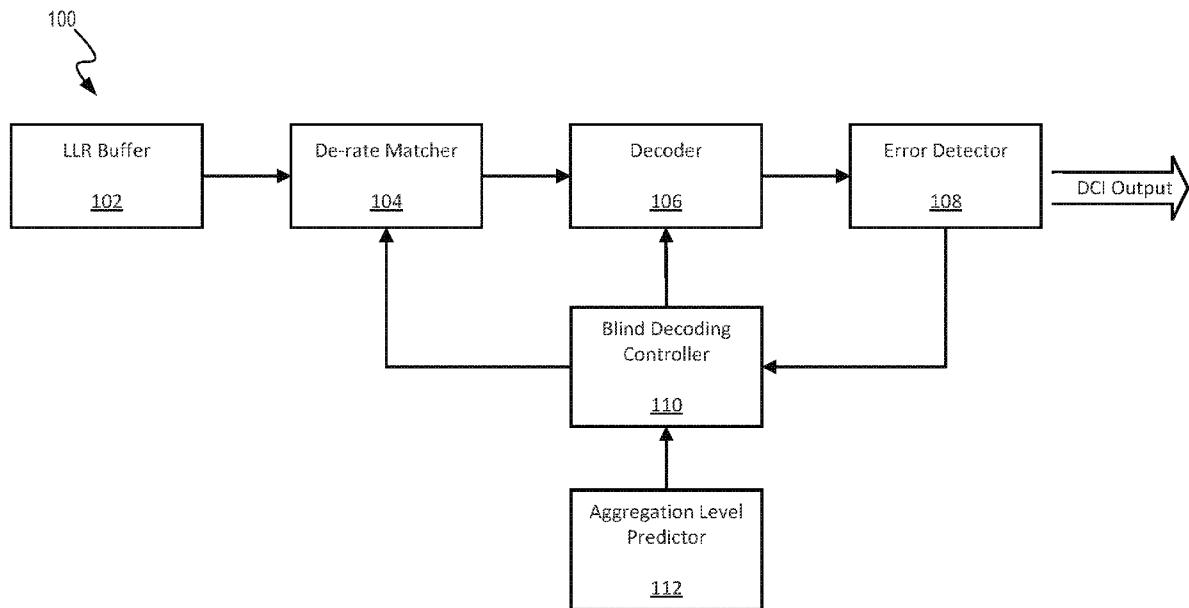 100
LLR Buffer
102
De-rate Matcher
104
Decoder
106
Error Detector
108
DCI Output
Blind Decoding
Controller
110
Aggregation Level
Predictor
112